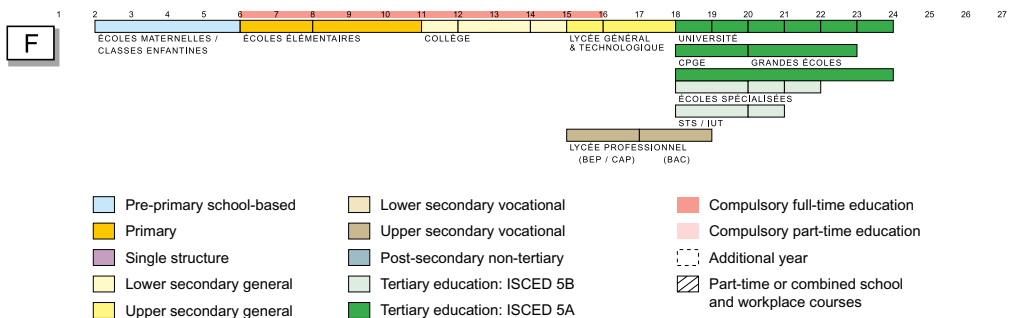 1 2 3 4 5 6 7 8 9 10 11 12 13 14 15 16 17 18 19 20 21 22 23 24 25 26 27
F
ÉCOLES MATERNELLES /
CLASSES ENFANTINES
ÉCOLES ÉLÉMENTAIRES
COLLÈGE
LYCÉE GÉNÉRAL
& TECHNOLOGIQUE
UNIVERSITÉ
CPGE GRANDES ÉCOLES
ÉCOLES SPÉCIALISÉES
STS / IUT
LYCÉE PROFESSIONNEL
(BEP / CAP) (BAC)
Pre-primary school-based
Primary
Single structure
Lower secondary general
Upper secondary general
Lower secondary vocational
Upper secondary vocational
Post-secondary non-tertiary
Tertiary education: ISCED 5B
Tertiary education: ISCED 5A
Compulsory full-time education
Compulsory part-time education
Additional year
Part-time or combined school
and workplace courses